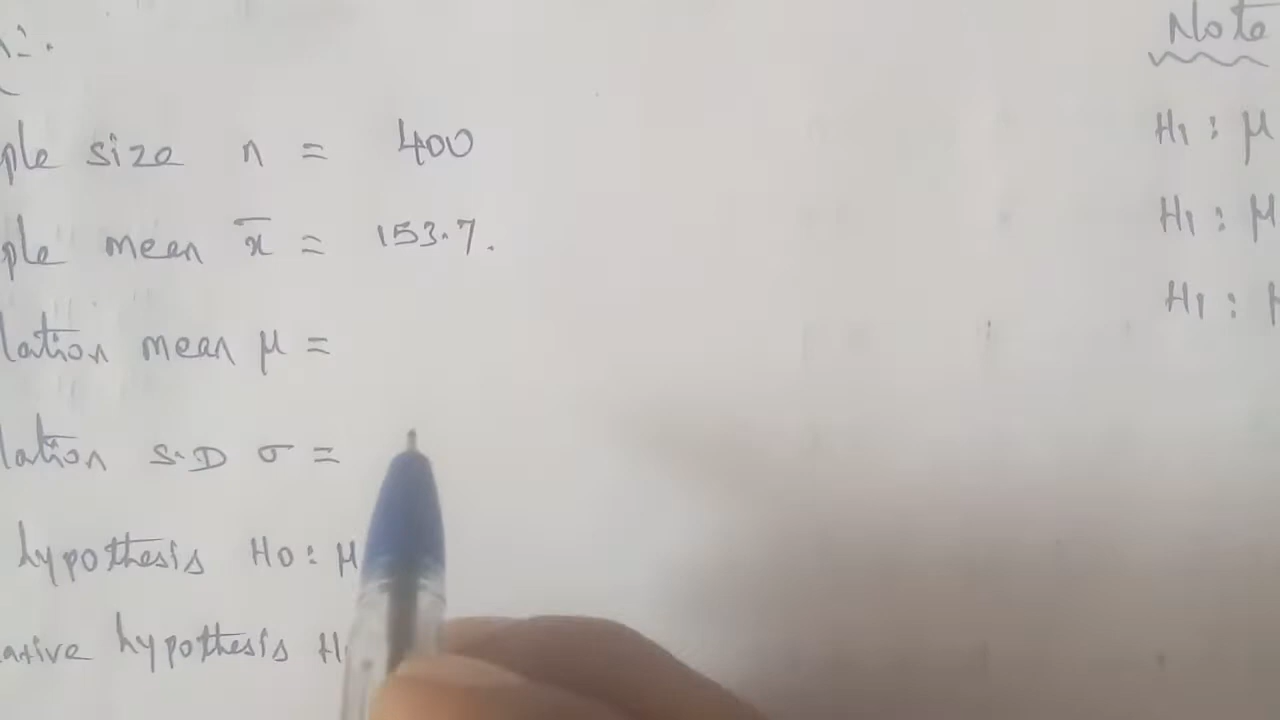 Note
ple size n = 400
H1 : μ
ple mean x̄ = 153.7.
H1 : μ
H1 :
lation mean μ =
lation S.D σ =
hypothesis H0 : μ
ative hypothesis H